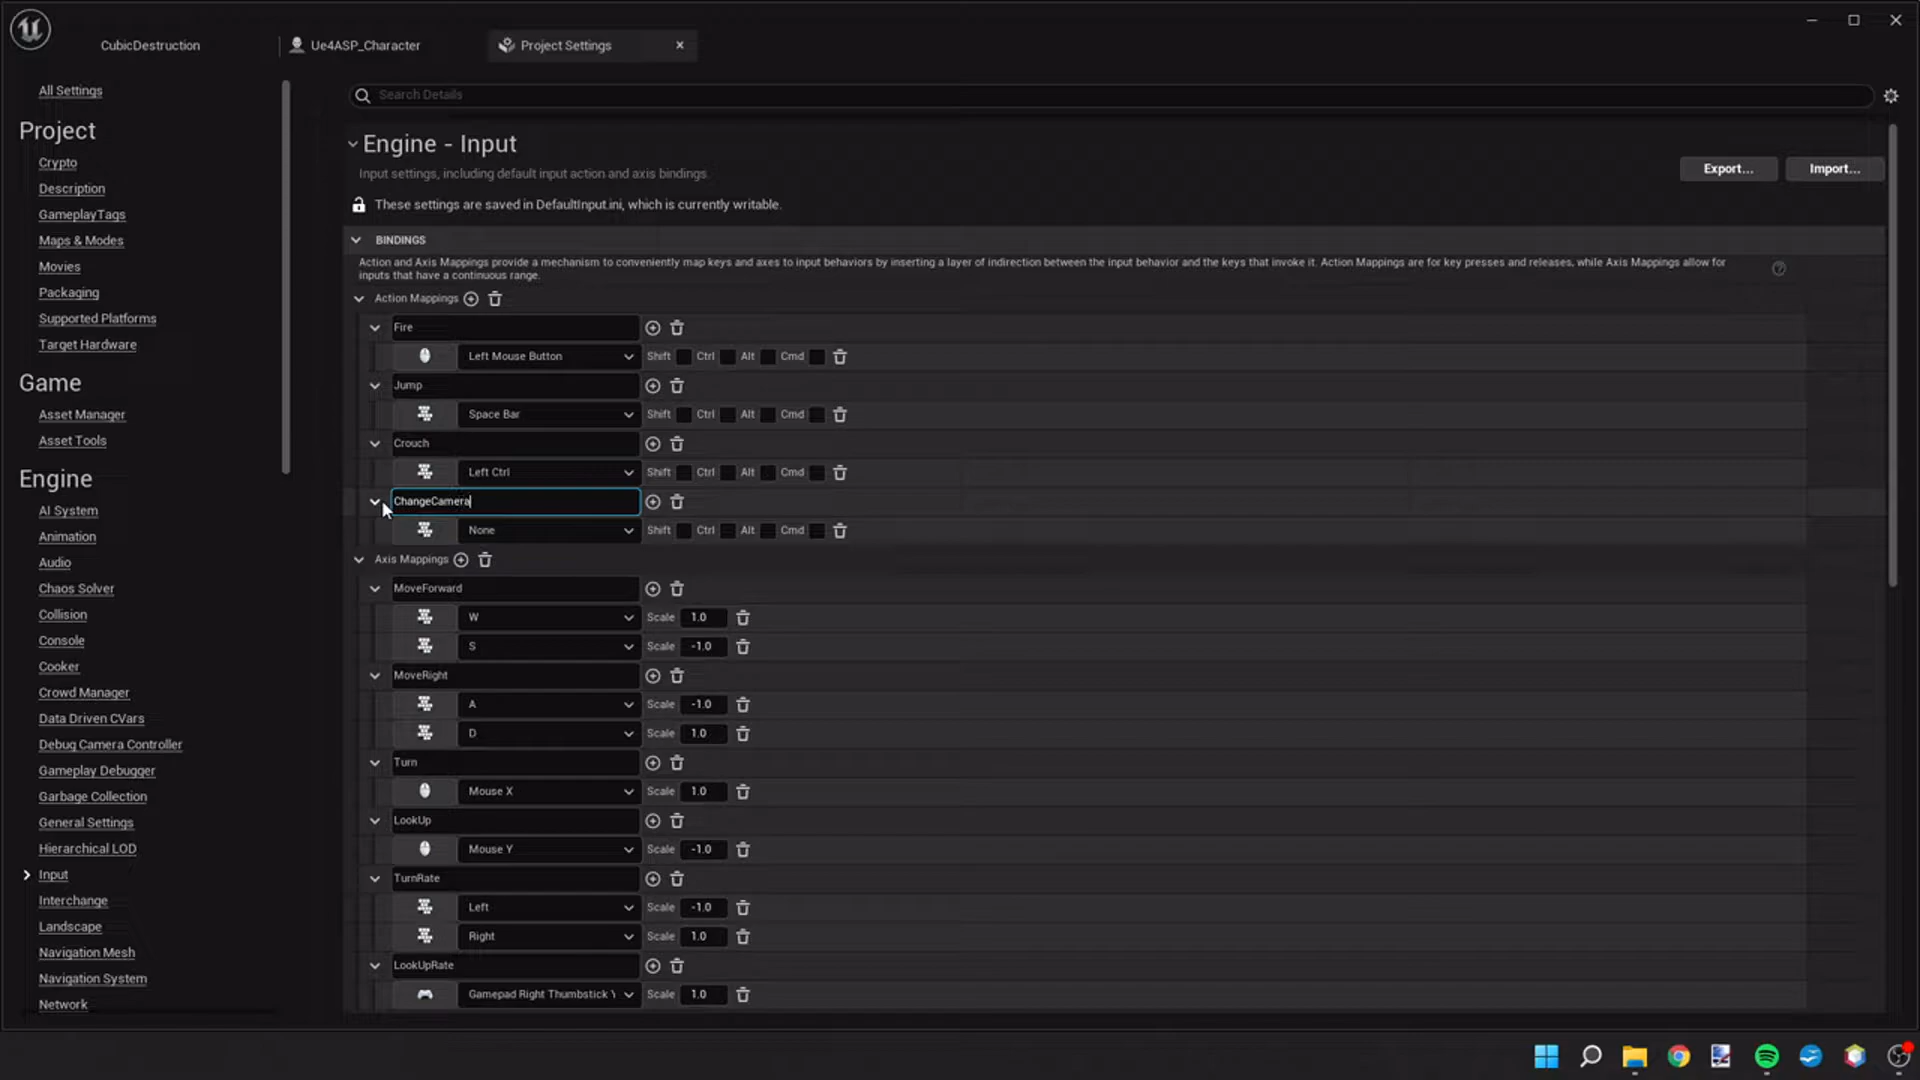 CubicDestruction
Ue4ASP_Character
Project Settings
All Settings
Project
Crypto
Description
GameplayTags
Maps & Modes
Movies
Packaging
Supported Platforms
Target Hardware
Game
Asset Manager
Asset Tools
Engine
AI System
Animation
Audio
Chaos Solver
Collision
Console
Cooker
Crowd Manager
Data Driven CVars
Debug Camera Controller
Gameplay Debugger
Garbage Collection
General Settings
Hierarchical LOD
Input
Interchange
Landscape
Navigation Mesh
Navigation System
Network
Search Details
Engine - Input
Input settings, including default input action and axis bindings.
Export...
Import...
These settings are saved in DefaultInput.ini, which is currently writable.
BINDINGS
Action and Axis Mappings provide a mechanism to conveniently map keys and axes to input behaviors by inserting a layer of indirection between the input behavior and the keys that invoke it. Action Mappings are for key presses and releases, while Axis Mappings allow for
inputs that have a continuous range.
Action Mappings
Fire
Left Mouse Button Shift Ctrl Alt Cmd
Jump
Space Bar Shift Ctrl Alt Cmd
Crouch
Left Ctrl Shift Ctrl Alt Cmd
ChangeCamera
None Shift Ctrl Alt Cmd
Axis Mappings
MoveForward
W Scale 1.0
S Scale -1.0
MoveRight
A Scale -1.0
D Scale 1.0
Turn
Mouse X Scale 1.0
LookUp
Mouse Y Scale -1.0
TurnRate
Left Scale -1.0
Right Scale 1.0
LookUpRate
Gamepad Right Thumbstick Scale 1.0